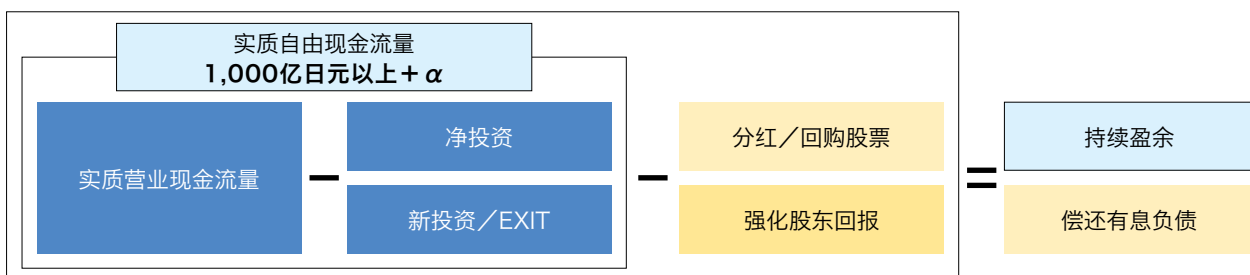 实质自由现金流量
1,000亿日元以上＋α
实质营业现金流量
－
净投资
新投资／EXIT
－
分红／回购股票
强化股东回报
＝
持续盈余
偿还有息负债